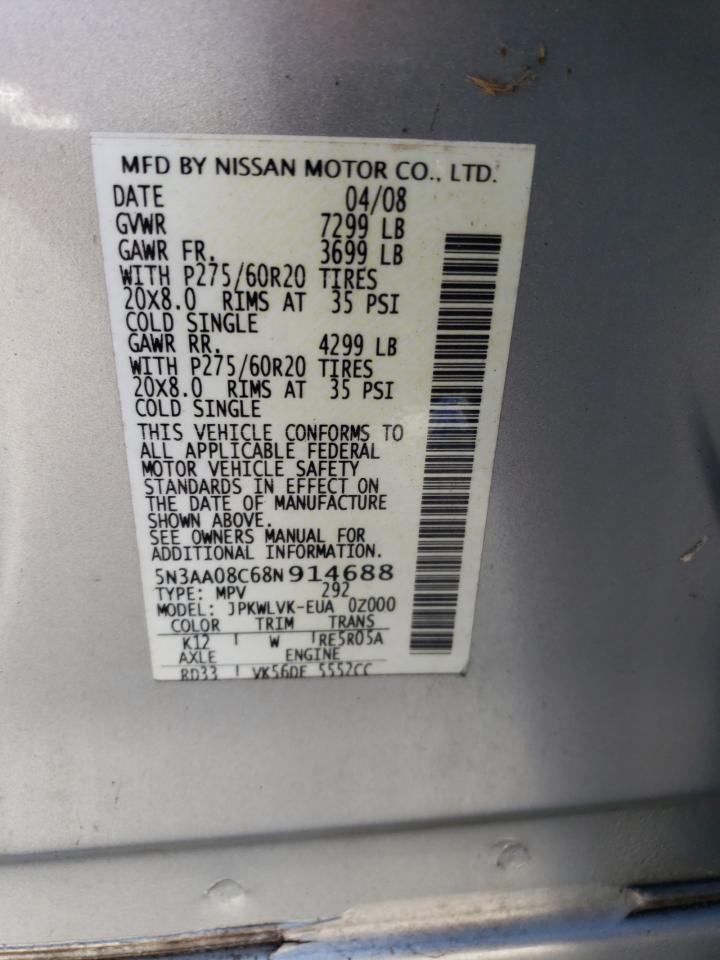 MFD BY NISSAN MOTOR CO., LTD.
DATE 04/08
GVWR 7299 LB
GAWR FR. 3699 LB
WITH P275/60R20 TIRES
20X8.0 RIMS AT 35 PSI
COLD SINGLE
GAWR RR. 4299 LB
WITH P275/60R20 TIRES
20X8.0 RIMS AT 35 PSI
COLD SINGLE
THIS VEHICLE CONFORMS TO
ALL APPLICABLE FEDERAL
MOTOR VEHICLE SAFETY
STANDARDS IN EFFECT ON
THE DATE OF MANUFACTURE
SHOWN ABOVE.
SEE OWNERS MANUAL FOR
ADDITIONAL INFORMATION.
5N3AA08C68N914688
TYPE: MPV 292
MODEL: JPKWLVK-EUA 0Z000
COLOR TRIM TRANS
K12 W RE5R05A
AXLE ENGINE
RD33 VK56DE 5552CC